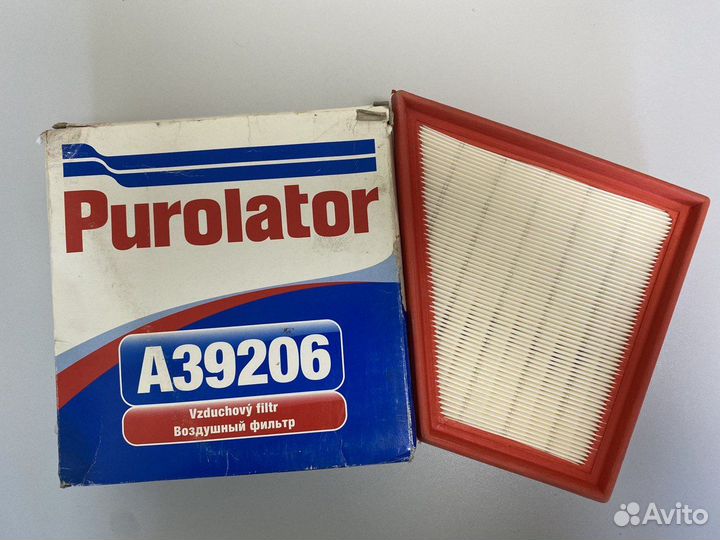 Purolator
A39206
Vzduchový filtr
Воздушный фильтр
Avito